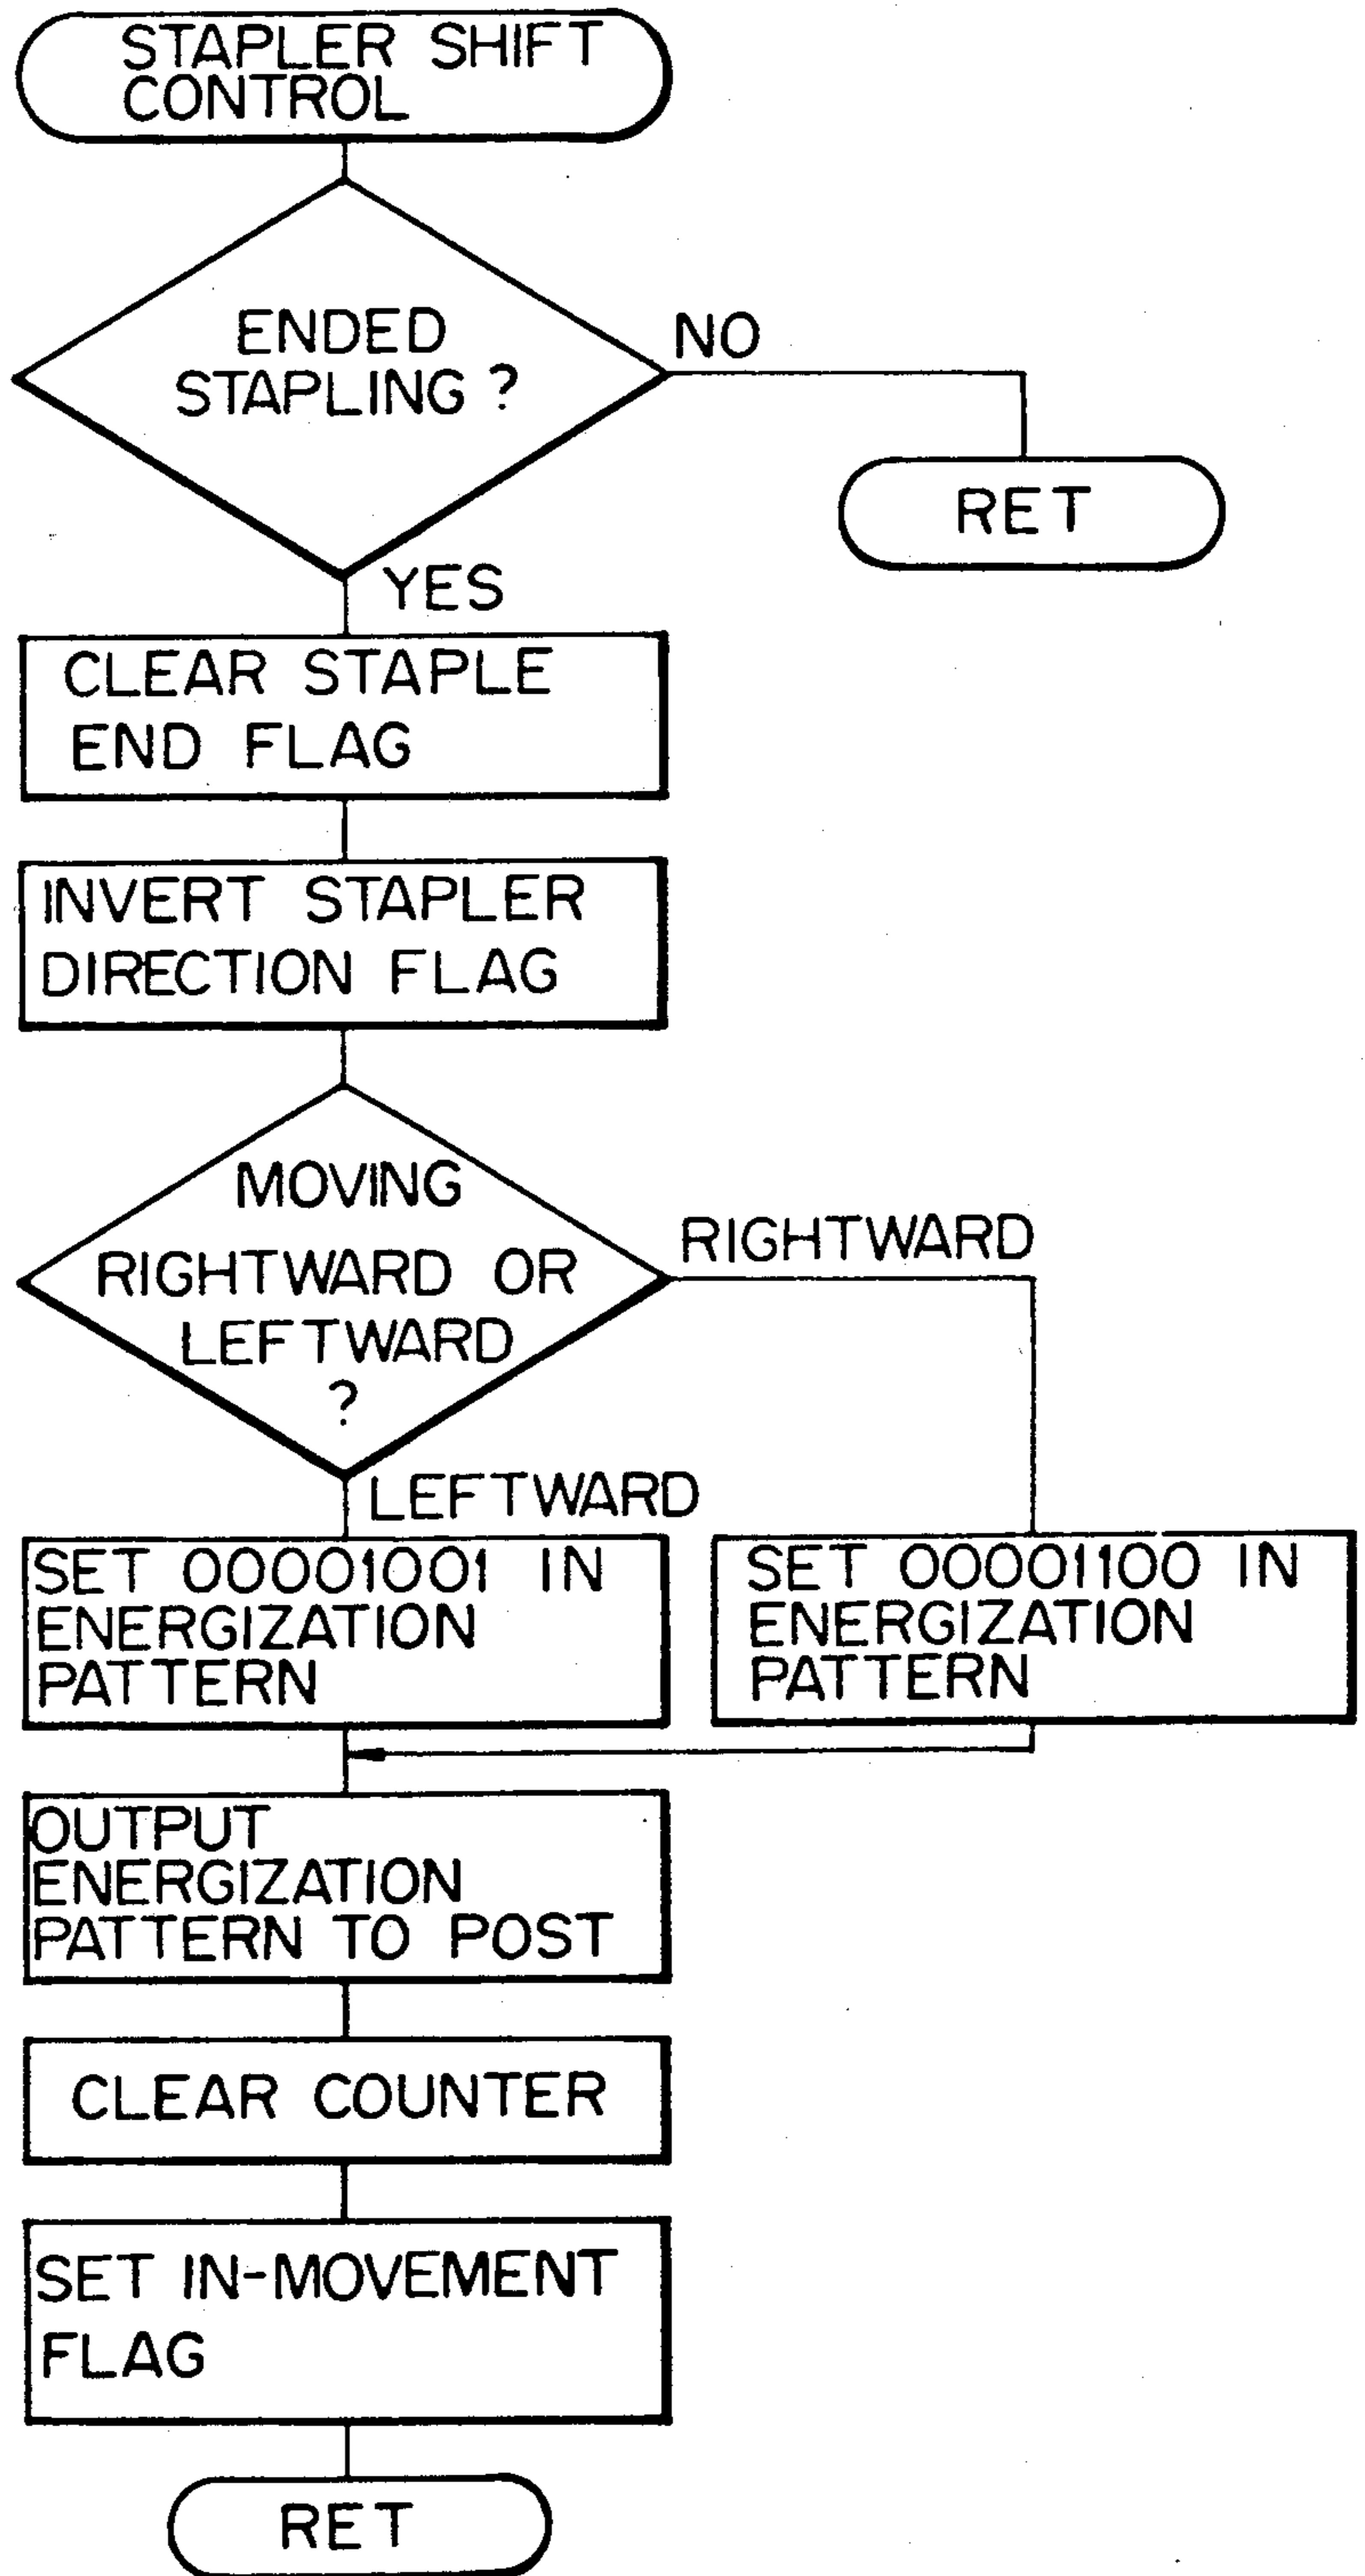 STAPLER SHIFT
CONTROL
ENDED
STAPLING ?
NO
RET
YES
CLEAR STAPLE
END FLAG
INVERT STAPLER
DIRECTION FLAG
MOVING
RIGHTWARD OR
LEFTWARD
?
RIGHTWARD
LEFTWARD
SET 00001001 IN
ENERGIZATION
PATTERN
SET 00001100 IN
ENERGIZATION
PATTERN
OUTPUT
ENERGIZATION
PATTERN TO POST
CLEAR COUNTER
SET IN-MOVEMENT
FLAG
RET